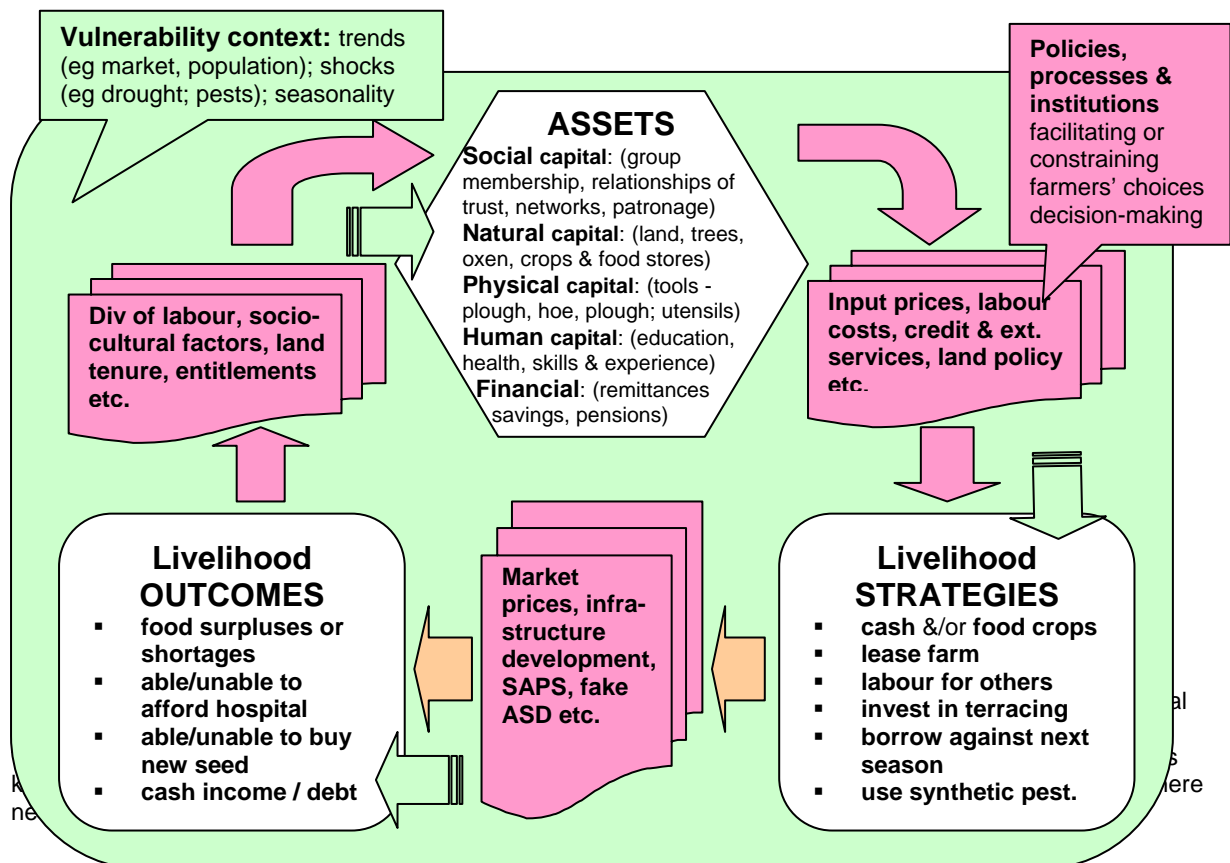 Vulnerability context: trends
(eg market, population); shocks
(eg drought; pests); seasonality
Policies,
processes &
institutions
facilitating or
constraining
farmers’ choices
decision-making
ASSETS
Social capital: (group
membership, relationships of
trust, networks, patronage)
Natural capital: (land, trees,
oxen, crops & food stores)
Physical capital: (tools -
plough, hoe, plough; utensils)
Human capital: (education,
health, skills & experience)
Financial: (remittances
savings, pensions)
Div of labour, socio-
cultural factors, land
tenure, entitlements
etc.
Input prices, labour
costs, credit & ext.
services, land policy
etc.
Livelihood
OUTCOMES
▪ food surpluses or
shortages
▪ able/unable to
afford hospital
▪ able/unable to buy
new seed
▪ cash income / debt
Market
prices, infra-
structure
development,
SAPS, fake
ASD etc.
Livelihood
STRATEGIES
▪ cash &/or food crops
▪ lease farm
▪ labour for others
▪ invest in terracing
▪ borrow against next
season
▪ use synthetic pest.